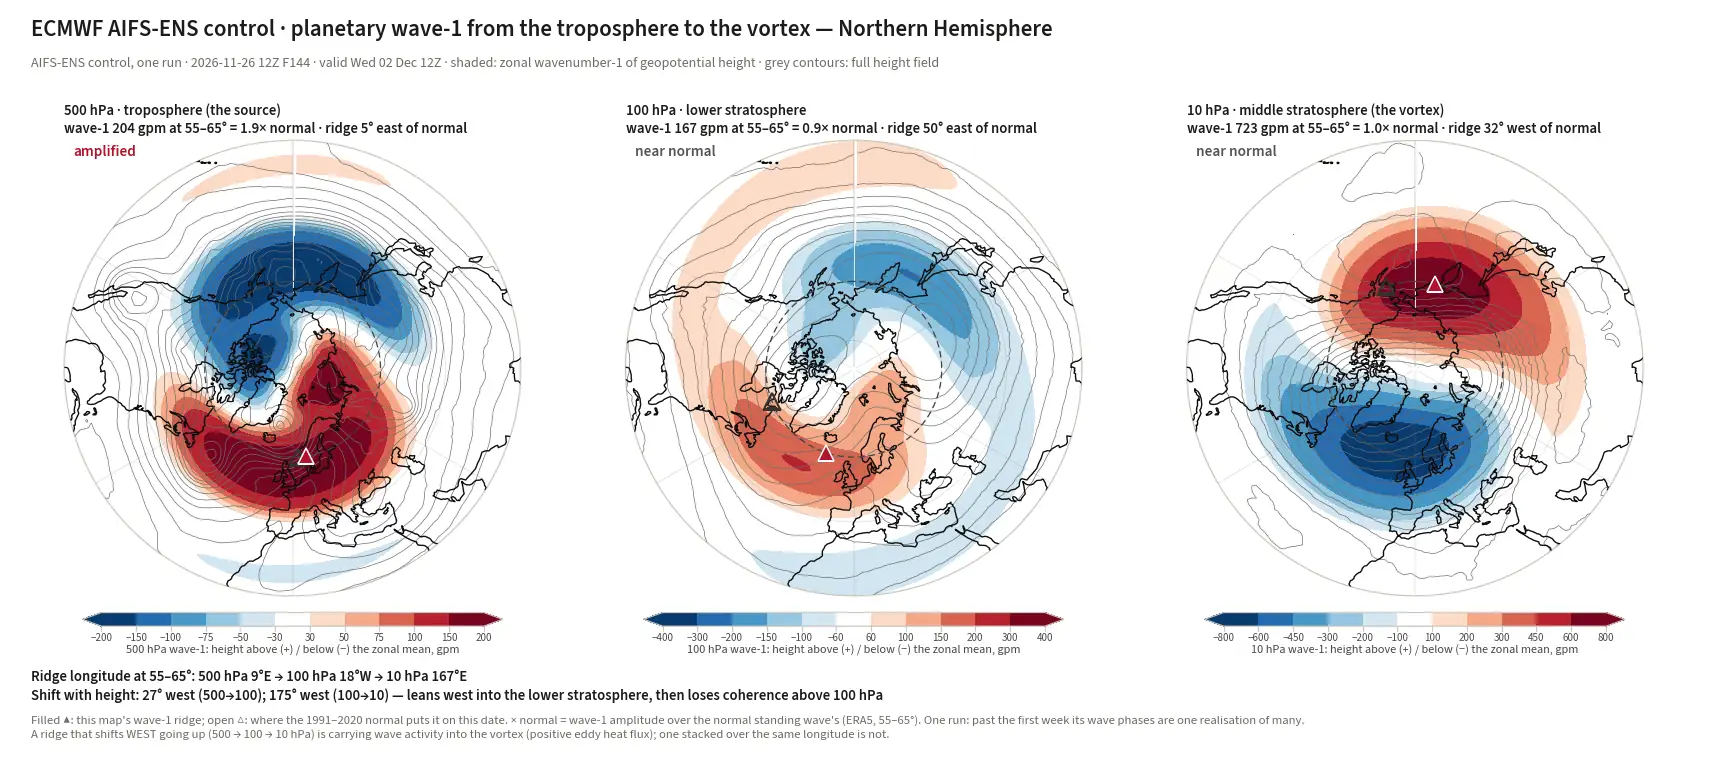 ECMWF AIFS-ENS control · planetary wave-1 from the troposphere to the vortex — Northern Hemisphere
AIFS-ENS control, one run · 2026-11-26 12Z F144 · valid Wed 02 Dec 12Z · shaded: zonal wavenumber-1 of geopotential height · grey contours: full height field
500 hPa · troposphere (the source)
wave-1 204 gpm at 55–65° = 1.9× normal · ridge 5° east of normal
amplified
100 hPa · lower stratosphere
wave-1 167 gpm at 55–65° = 0.9× normal · ridge 50° east of normal
near normal
10 hPa · middle stratosphere (the vortex)
wave-1 723 gpm at 55–65° = 1.0× normal · ridge 32° west of normal
near normal
−200 −150 −100 −75 −50 −30 30 50 75 100 150 200
500 hPa wave-1: height above (+) / below (−) the zonal mean, gpm
−400 −300 −200 −150 −100 −60 60 100 150 200 300 400
100 hPa wave-1: height above (+) / below (−) the zonal mean, gpm
−800 −600 −450 −300 −200 −100 100 200 300 450 600 800
10 hPa wave-1: height above (+) / below (−) the zonal mean, gpm
Ridge longitude at 55–65°: 500 hPa 9°E → 100 hPa 18°W → 10 hPa 167°E
Shift with height: 27° west (500→100); 175° west (100→10) — leans west into the lower stratosphere, then loses coherence above 100 hPa
Filled ▲: this map's wave-1 ridge; open △: where the 1991–2020 normal puts it on this date. × normal = wave-1 amplitude over the normal standing wave's (ERA5, 55–65°). One run: past the first week its wave phases are one realisation of many.
A ridge that shifts WEST going up (500 → 100 → 10 hPa) is carrying wave activity into the vortex (positive eddy heat flux); one stacked over the same longitude is not.